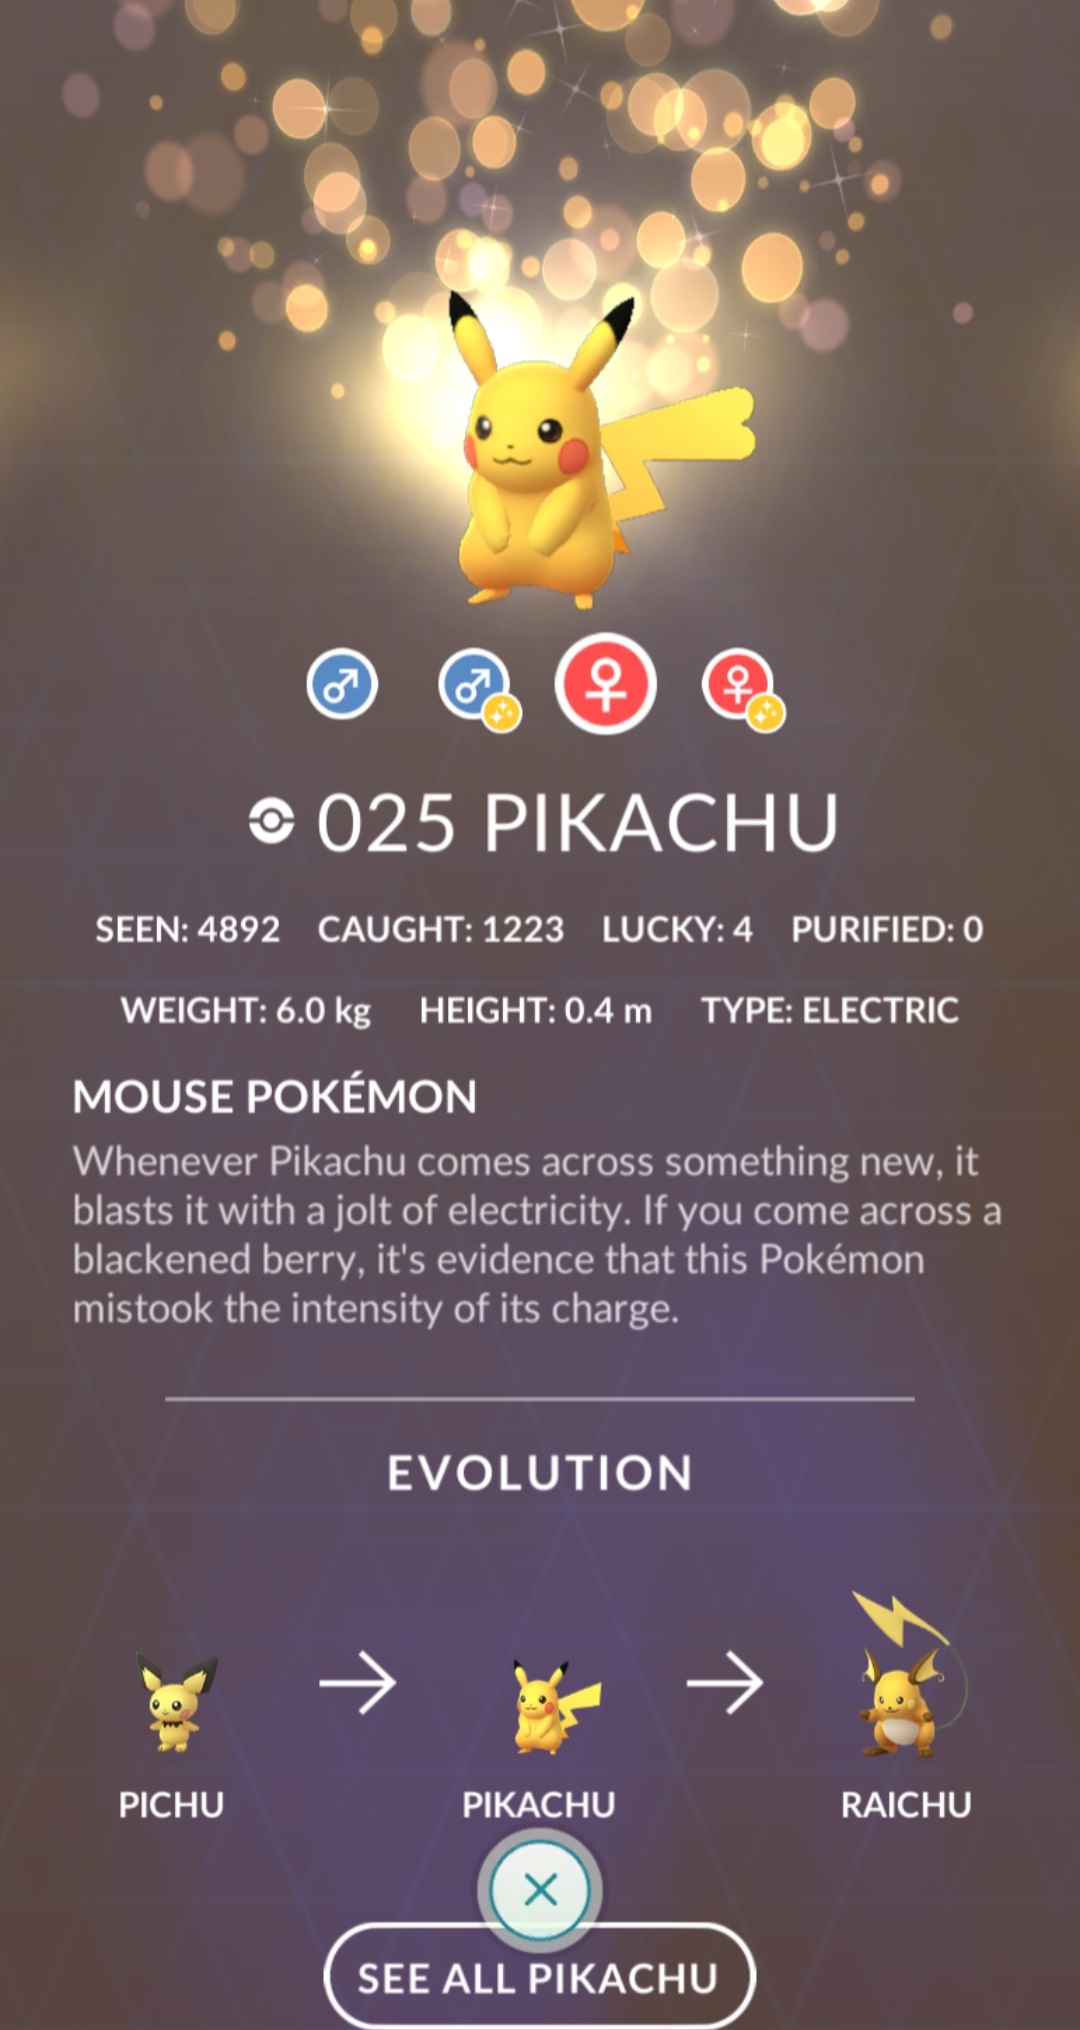 025 PIKACHU
SEEN: 4892 CAUGHT: 1223 LUCKY: 4 PURIFIED: 0
WEIGHT: 6.0 kg HEIGHT: 0.4 m TYPE: ELECTRIC
MOUSE POKÉMON
Whenever Pikachu comes across something new, it
blasts it with a jolt of electricity. If you come across a
blackened berry, it's evidence that this Pokémon
mistook the intensity of its charge.
EVOLUTION
PICHU PIKACHU RAICHU
SEE ALL PIKACHU